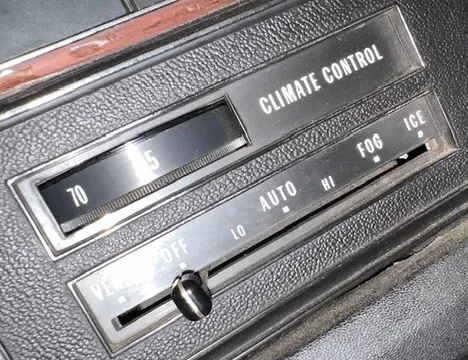 CLIMATE CONTROL
70
OFF LO AUTO HI FOG ICE